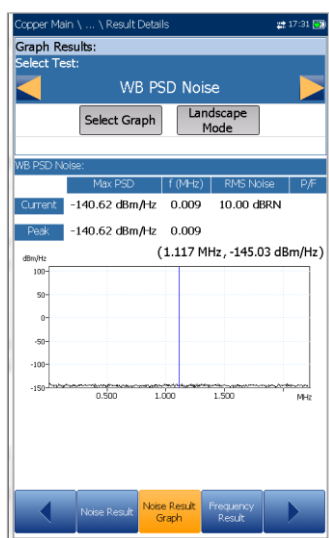 Copper Main \ ... \ Result Details 17:31
Graph Results:
Select Test:
WB PSD Noise
Select Graph
Landscape
Mode
WB PSD Noise:
Max PSD f (MHz) RMS Noise P/F
Current -140.62 dBm/Hz 0.009 10.00 dBRN
Peak -140.62 dBm/Hz 0.009
(1.117 MHz, -145.03 dBm/Hz)
dBm/Hz
100
50
0
-50
-100
-150
0.500 1.000 1.500 MHz
Noise Result
Noise Result
Graph
Frequency
Result